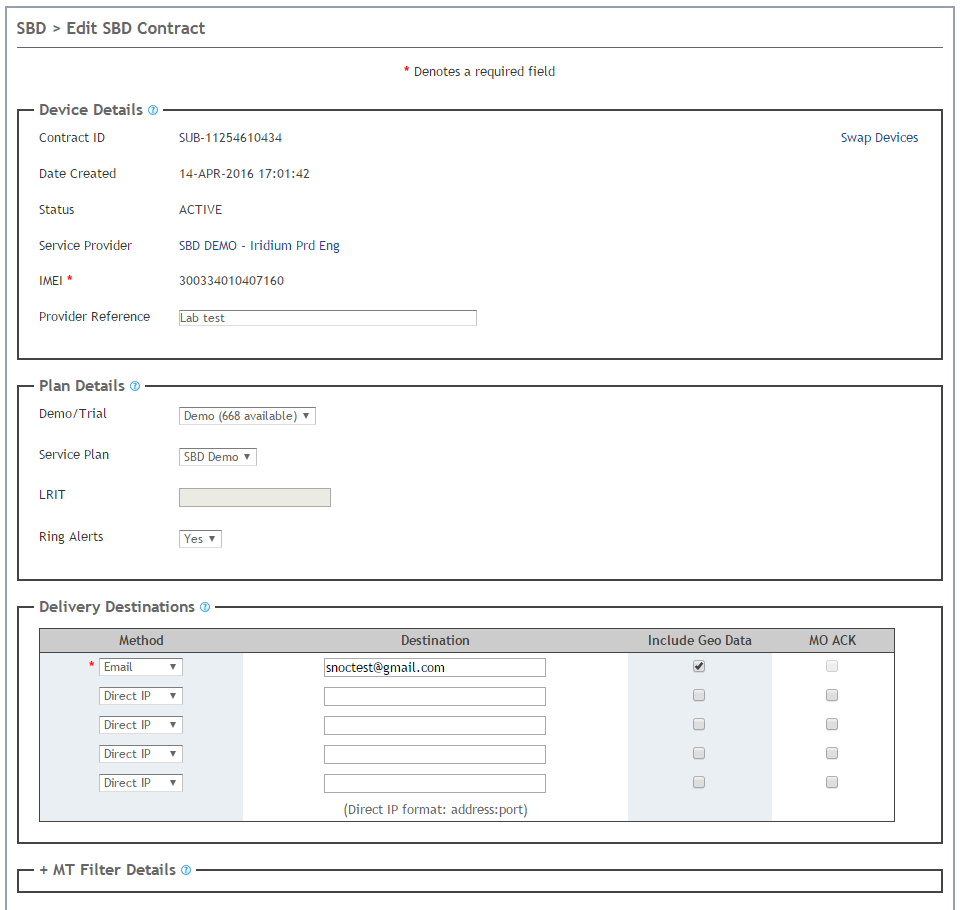 SBD > Edit SBD Contract
* Denotes a required field
Device Details ?
Contract ID SUB-11254610434 Swap Devices
Date Created 14-APR-2016 17:01:42
Status ACTIVE
Service Provider SBD DEMO - Iridium Prd Eng
IMEI * 300334010407160
Provider Reference Lab test
Plan Details ?
Demo/Trial Demo (668 available) ▼
Service Plan SBD Demo ▼
LRIT
Ring Alerts Yes ▼
Delivery Destinations ?
Method Destination Include Geo Data MO ACK
* Email ▼ snoctest@gmail.com
Direct IP ▼
Direct IP ▼
Direct IP ▼
Direct IP ▼
(Direct IP format: address:port)
+ MT Filter Details ?